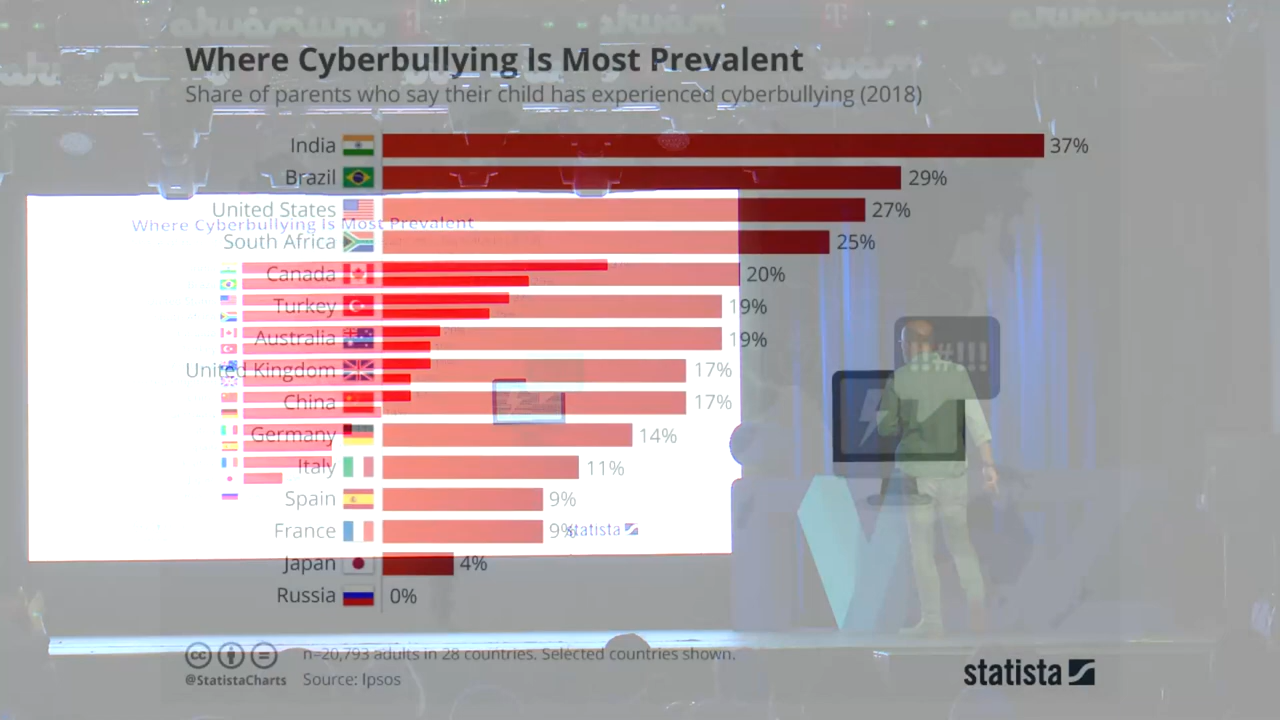 Where Cyberbullying Is Most Prevalent
Share of parents who say their child has experienced cyberbullying (2018)
India 37%
Brazil 29%
United States 27%
Where Cyberbullying Is Most Prevalent
South Africa 25%
Canada 20%
Turkey 19%
Australia 19%
!!#!!!
United Kingdom 17%
China 17%
Germany 14%
Italy 11%
Spain 9%
France 9%
statista
Japan 4%
Russia 0%
n=20,793 adults in 28 countries. Selected countries shown.
@StatistaCharts Source: Ipsos
statista